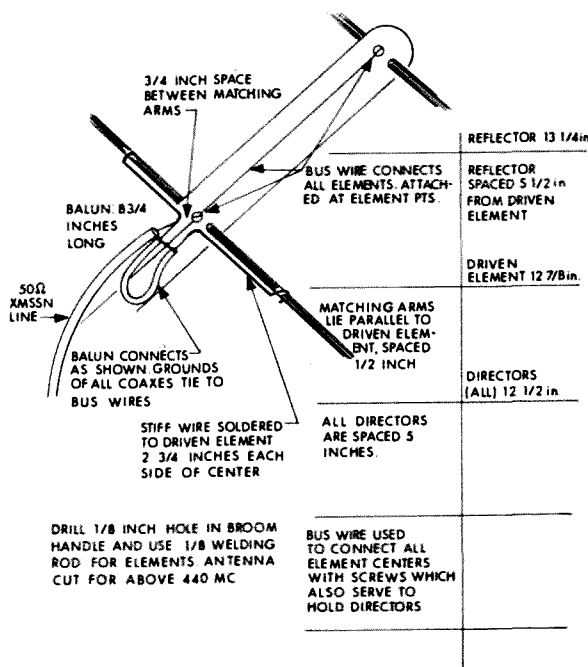 3/4 INCH SPACE
BETWEEN MATCHING
ARMS
REFLECTOR 13 1/4in
BUS WIRE CONNECTS
ALL ELEMENTS. ATTACH-
ED AT ELEMENT PTS.
REFLECTOR
SPACED 5 1/2 in
FROM DRIVEN
ELEMENT
BALUN: 83/4
INCHES
LONG
DRIVEN
ELEMENT 12 7/8in.
50Ω
XMSSN
LINE
MATCHING ARMS
LIE PARALLEL TO
DRIVEN ELEM-
ENT, SPACED
1/2 INCH
BALUN CONNECTS
AS SHOWN. GROUNDS
OF ALL COAXES TIE TO
BUS WIRES
DIRECTORS
(ALL) 12 1/2 in
STIFF WIRE SOLDERED
TO DRIVEN ELEMENT
2 3/4 INCHES EACH
SIDE OF CENTER
ALL DIRECTORS
ARE SPACED 5
INCHES.
DRILL 1/8 INCH HOLE IN BROOM
HANDLE AND USE 1/8 WELDING
ROD FOR ELEMENTS. ANTENNA
CUT FOR ABOVE 440 MC
BUS WIRE USED
TO CONNECT ALL
ELEMENT CENTERS
WITH SCREWS WHICH
ALSO SERVE TO
HOLD DIRECTORS